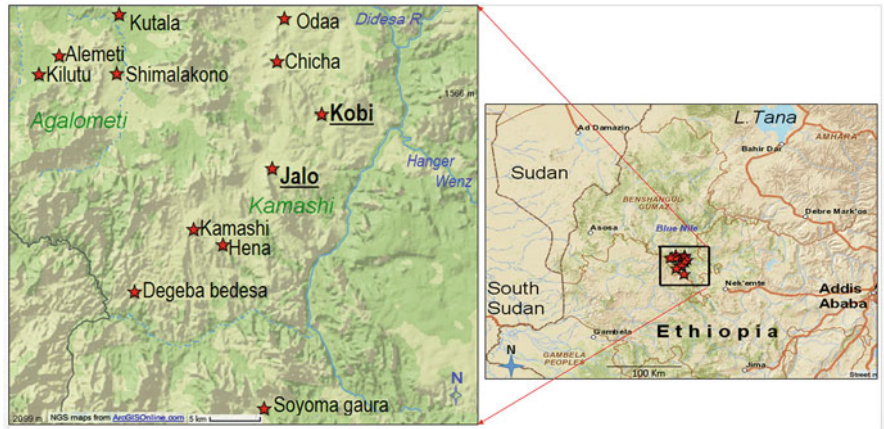 Kutala
Odaa
Didesa R.
Alemeti
Chicha
Kilutu
Shimalakono
1566 m
Kobi
Agalometi
Hanger
Wenz
Jalo
Kamashi
Kamashi
Hena
Degeba bedesa
N
Soyoma gaura
2099 m
NGS maps from ArcGISOnline.com
5 km
L.Tana
Ad Damazin
AMHARA
Bahir Dar
Sudan
BENSHANGUL
GUMAZ
Debre Mark'os
Asosa
Blue Nile
Nek'emte
Addis
Ababa
South
Sudan
Gambela
Ethiopia
N
GAMBELA
PEOPLES
Jima
100 Km
Street m